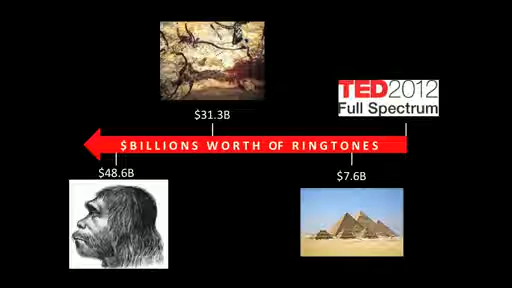 TED2012
Full Spectrum
$31.3B
$BILLIONS WORTH OF RINGTONES
$48.6B
$7.6B